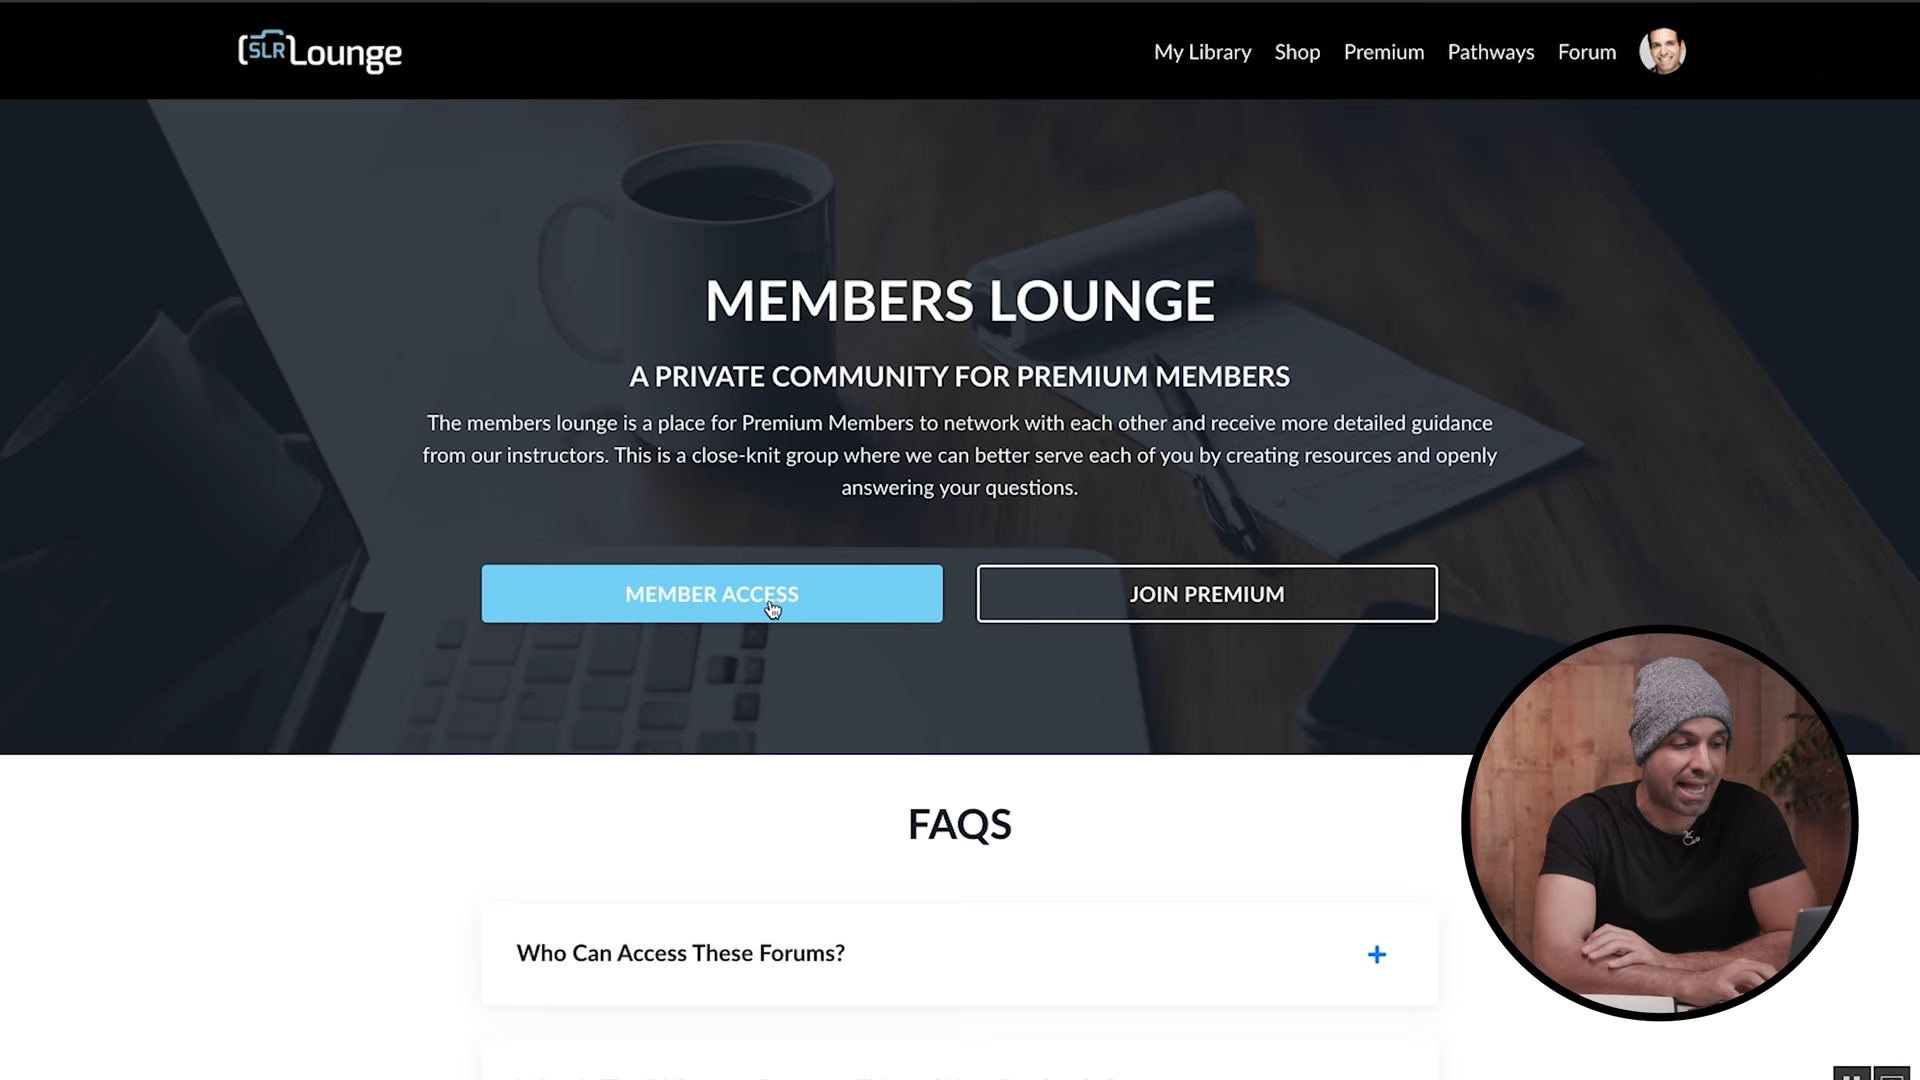 SLR Lounge
My Library Shop Premium Pathways Forum
MEMBERS LOUNGE
A PRIVATE COMMUNITY FOR PREMIUM MEMBERS
The members lounge is a place for Premium Members to network with each other and receive more detailed guidance
from our instructors. This is a close-knit group where we can better serve each of you by creating resources and openly
answering your questions.
MEMBER ACCESS
JOIN PREMIUM
FAQS
Who Can Access These Forums?